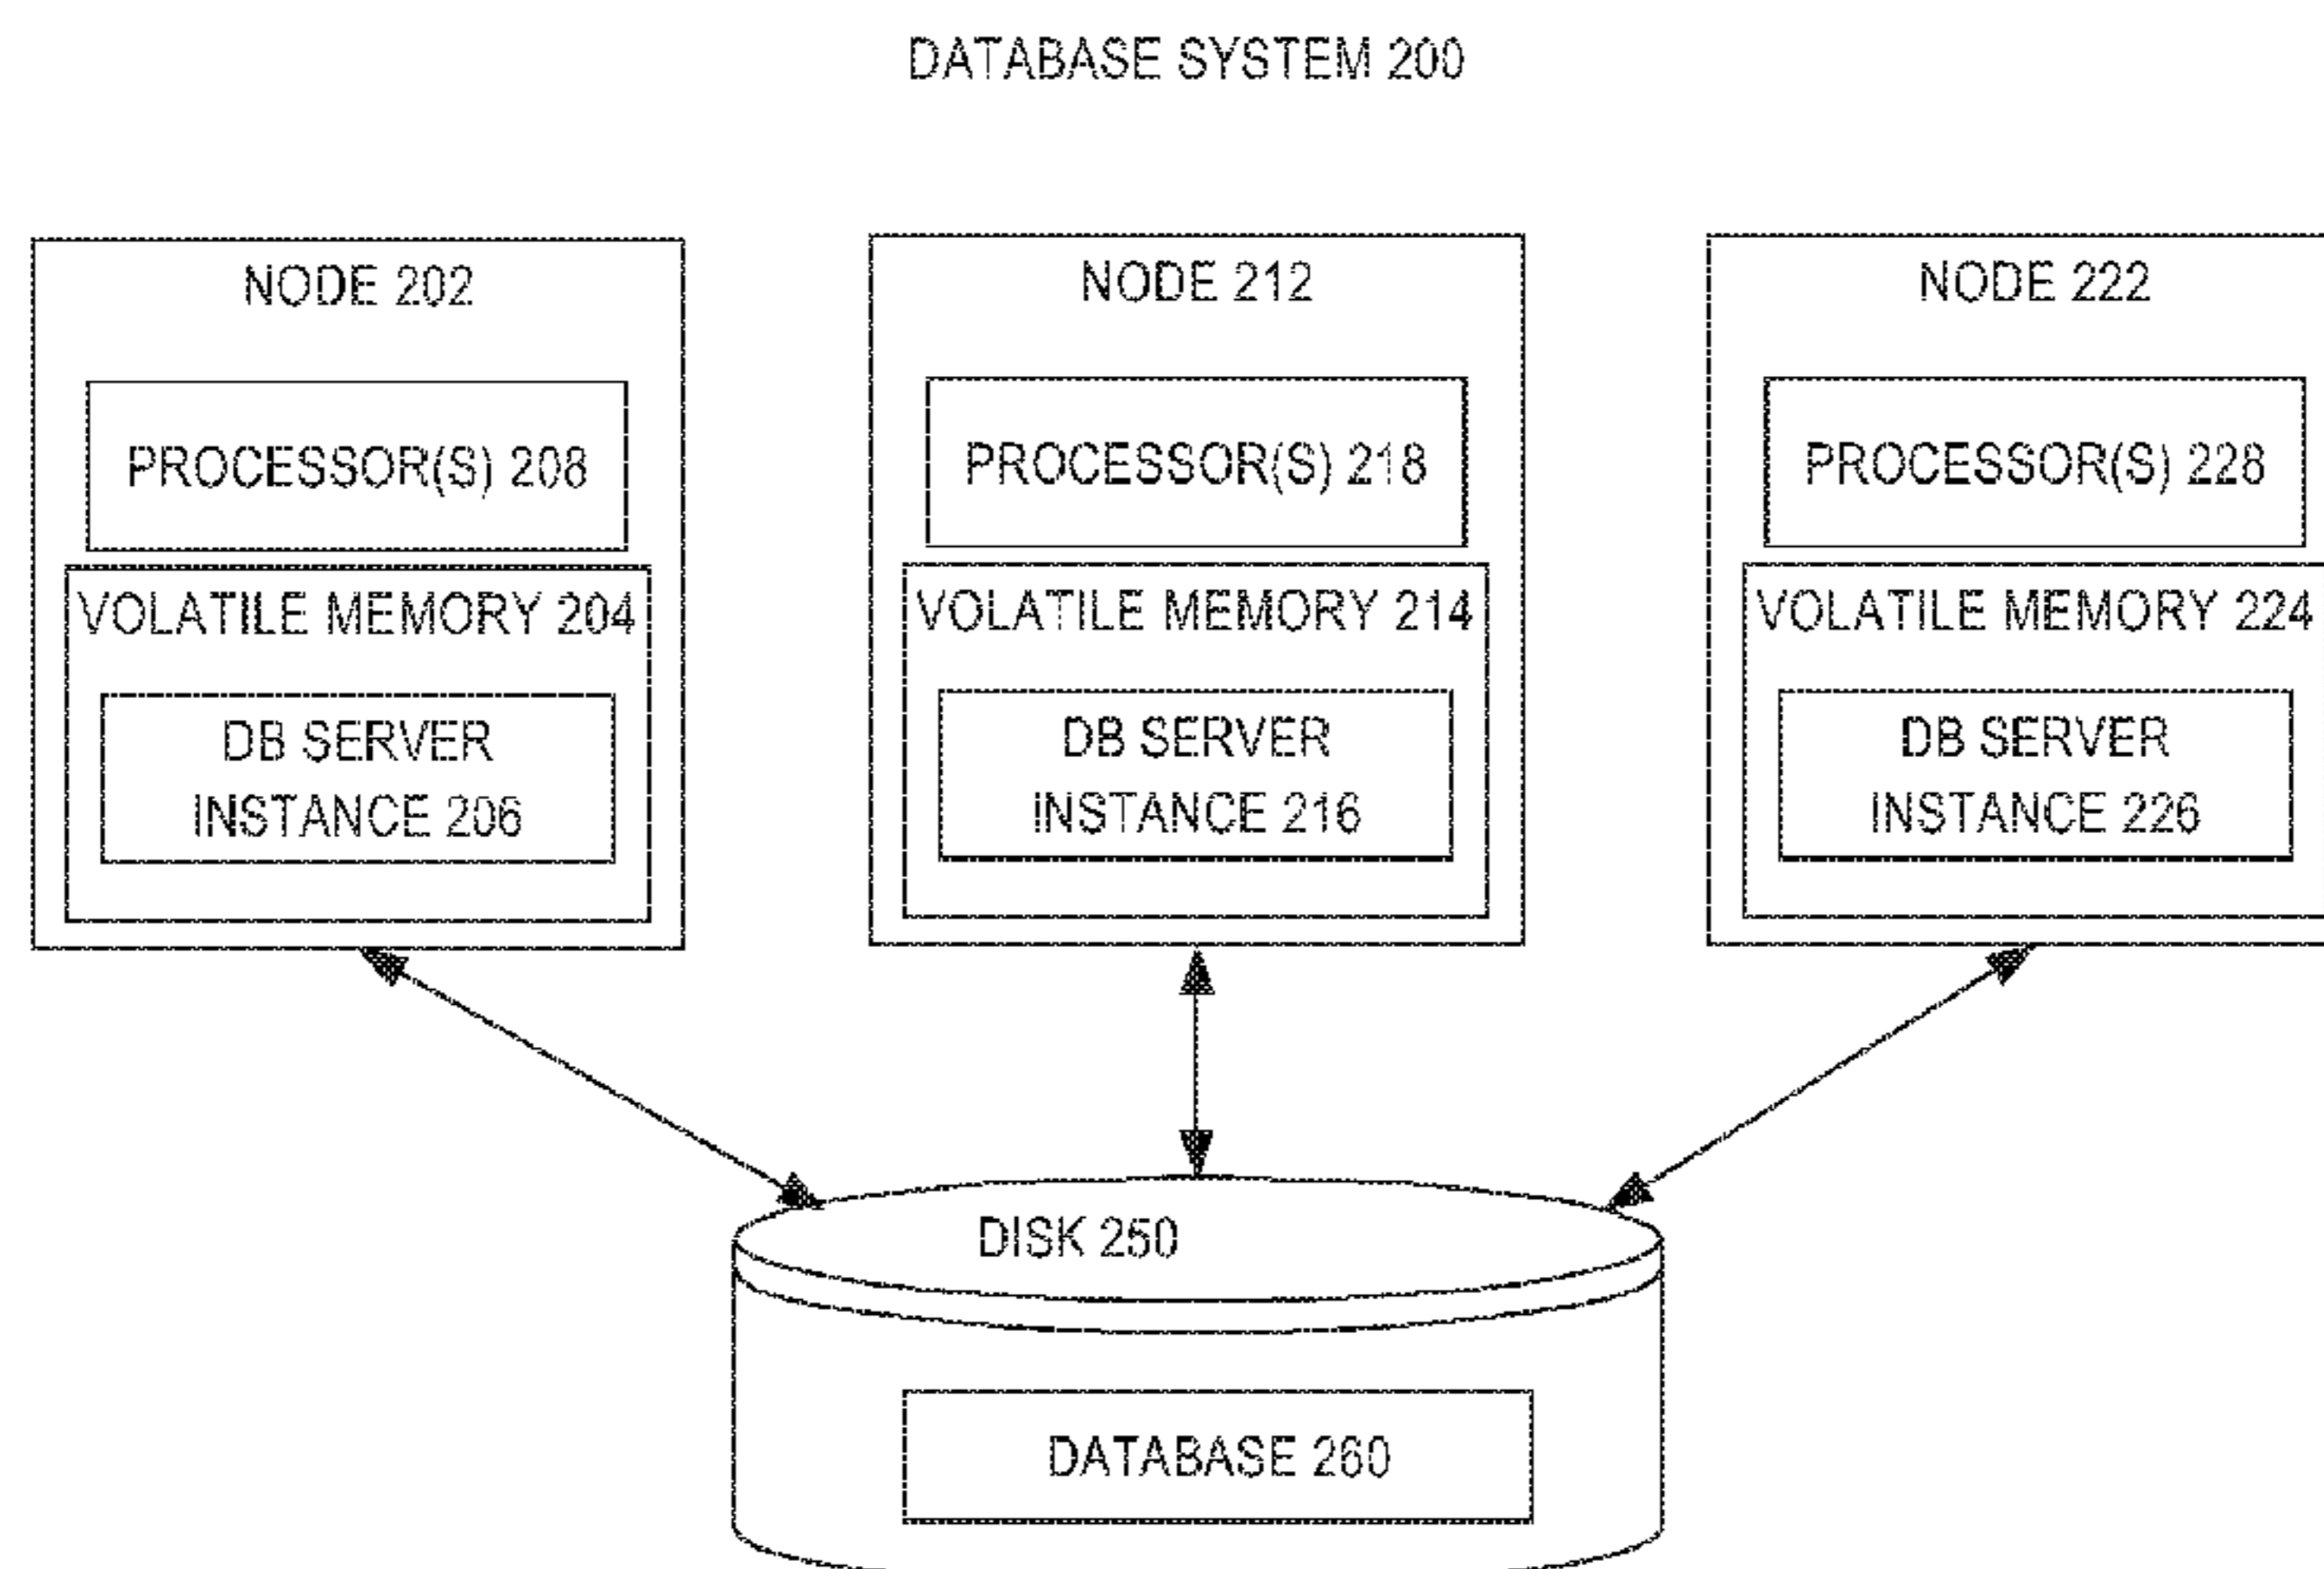 DATABASE SYSTEM 200
NODE 202
PROCESSOR(S) 208
VOLATILE MEMORY 204
DB SERVER
INSTANCE 206
NODE 212
PROCESSOR(S) 218
VOLATILE MEMORY 214
DB SERVER
INSTANCE 216
NODE 222
PROCESSOR(S) 228
VOLATILE MEMORY 224
DB SERVER
INSTANCE 226
DISK 250
DATABASE 260